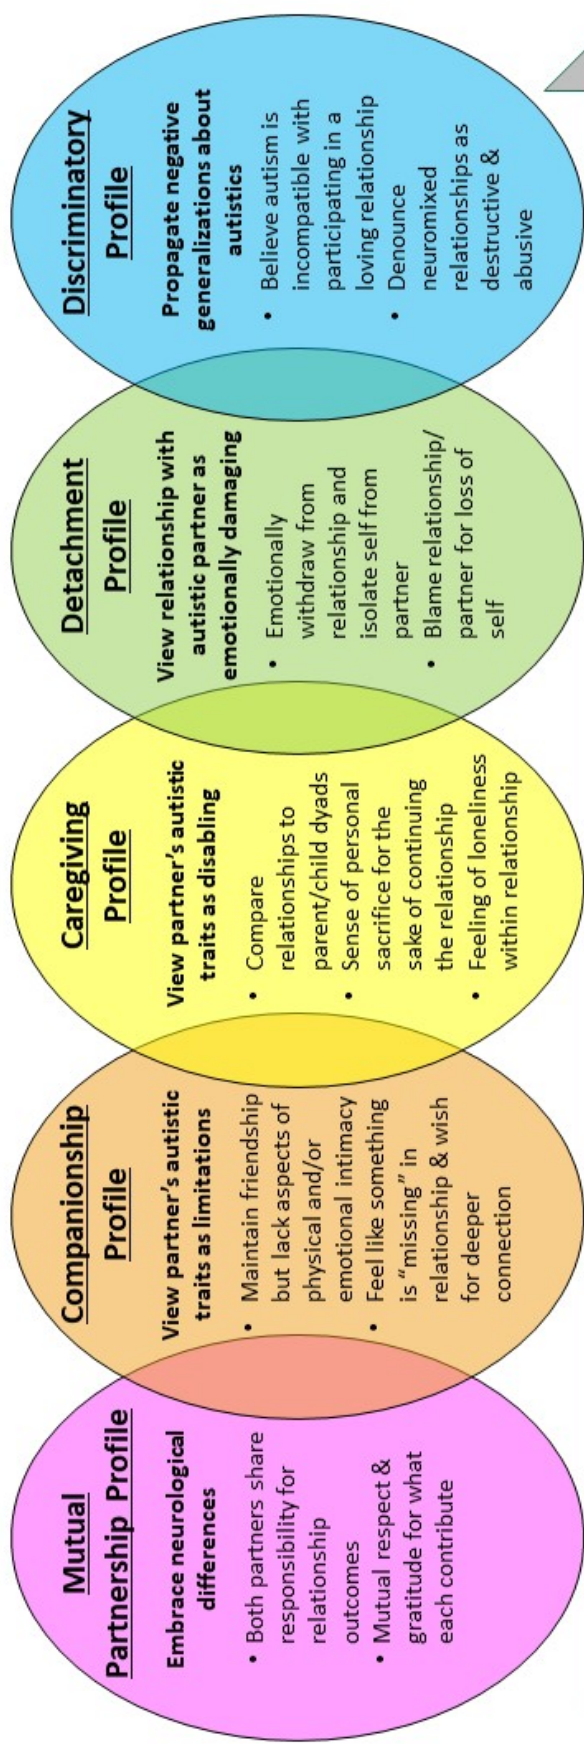 Mutual
Partnership Profile
Embrace neurological
differences
• Both partners share
responsibility for
relationship
outcomes
• Mutual respect &
gratitude for what
each contribute
Companionship
Profile
View partner's autistic
traits as limitations
• Maintain friendship
but lack aspects of
physical and/or
emotional intimacy
• Feel like something
is "missing" in
relationship & wish
for deeper
connection
Caregiving
Profile
View partner's autistic
traits as disabling
• Compare
relationships to
parent/child dyads
• Sense of personal
sacrifice for the
sake of continuing
the relationship
• Feeling of loneliness
within relationship
Detachment
Profile
View relationship with
autistic partner as
emotionally damaging
• Emotionally
withdraw from
relationship and
isolate self from
partner
• Blame relationship/
partner for loss of
self
Discriminatory
Profile
Propagate negative
generalizations about
autistics
• Believe autism is
incompatible with
participating in a
loving relationship
• Denounce
neuromixed
relationships as
destructive &
abusive